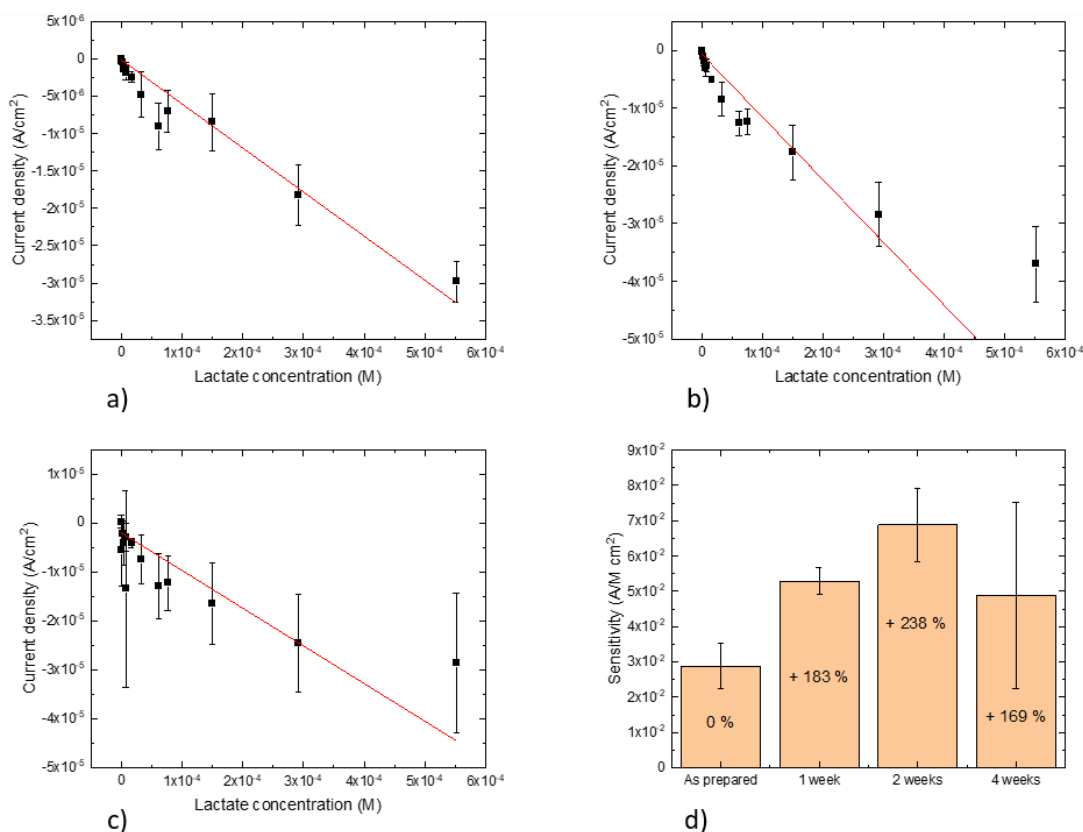 5x10⁻⁶
0
-5x10⁻⁶
-1x10⁻⁵
-1.5x10⁻⁵
-2x10⁻⁵
-2.5x10⁻⁵
-3x10⁻⁵
-3.5x10⁻⁵
Current density (A/cm²)
0 1x10⁻⁴ 2x10⁻⁴ 3x10⁻⁴ 4x10⁻⁴ 5x10⁻⁴ 6x10⁻⁴
Lactate concentration (M)
a)
0
-1x10⁻⁵
-2x10⁻⁵
-3x10⁻⁵
-4x10⁻⁵
-5x10⁻⁵
Current density (A/cm²)
0 1x10⁻⁴ 2x10⁻⁴ 3x10⁻⁴ 4x10⁻⁴ 5x10⁻⁴ 6x10⁻⁴
Lactate concentration (M)
b)
1x10⁻⁵
0
-1x10⁻⁵
-2x10⁻⁵
-3x10⁻⁵
-4x10⁻⁵
-5x10⁻⁵
Current density (A/cm²)
0 1x10⁻⁴ 2x10⁻⁴ 3x10⁻⁴ 4x10⁻⁴ 5x10⁻⁴ 6x10⁻⁴
Lactate concentration (M)
c)
9x10⁻²
8x10⁻²
7x10⁻²
6x10⁻²
5x10⁻²
4x10⁻²
3x10⁻²
2x10⁻²
1x10⁻²
0
Sensitivity (A/M cm²)
0 %
+ 183 %
+ 238 %
+ 169 %
As prepared 1 week 2 weeks 4 weeks
d)